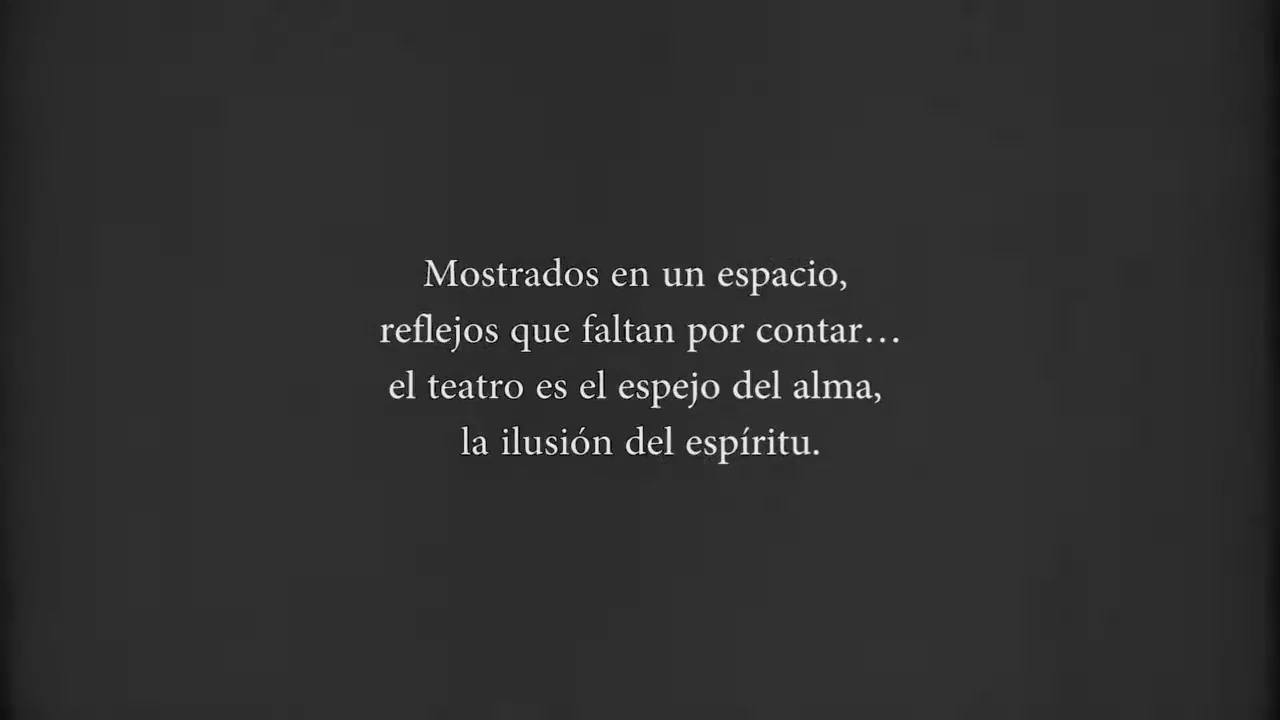 Mostrados en un espacio,
reflejos que faltan por contar…
el teatro es el espejo del alma,
la ilusión del espíritu.